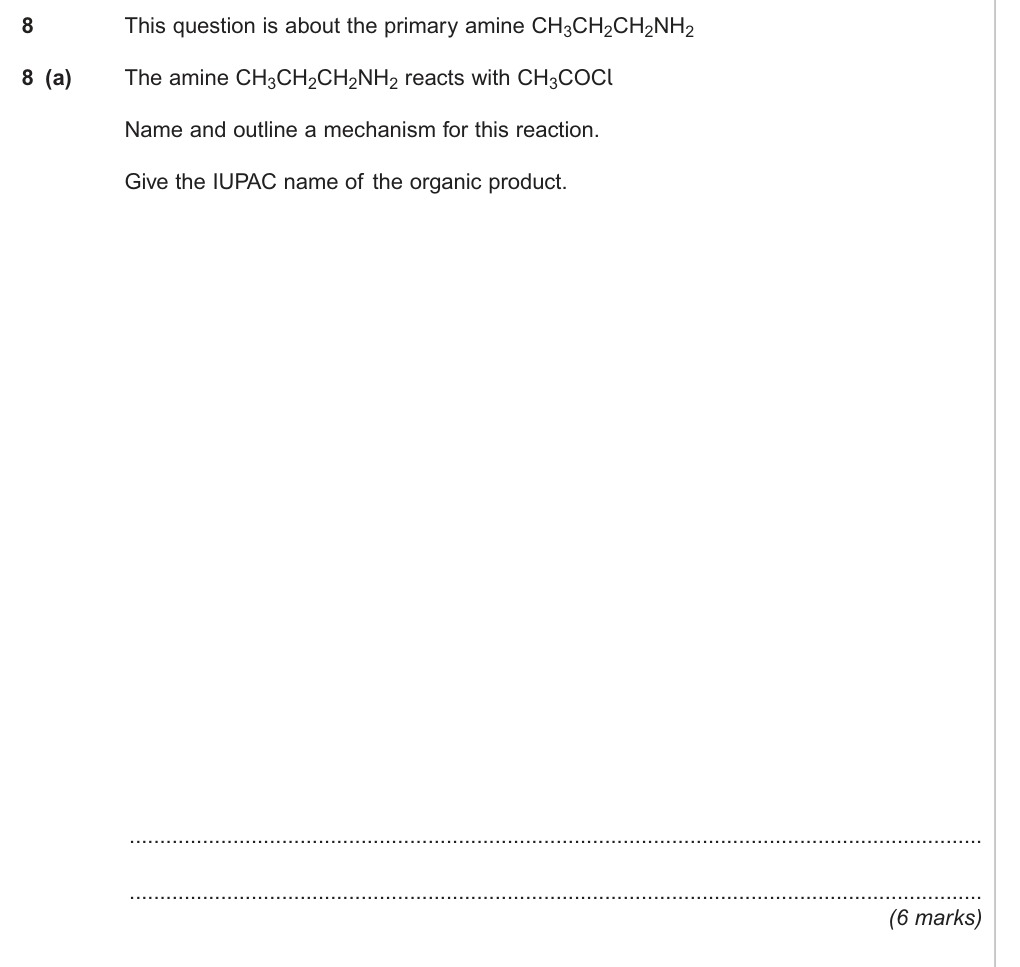 8 This question is about the primary amine CH₃CH₂CH₂NH₂
8 (a) The amine CH₃CH₂CH₂NH₂ reacts with CH₃COCl
Name and outline a mechanism for this reaction.
Give the IUPAC name of the organic product.
(6 marks)